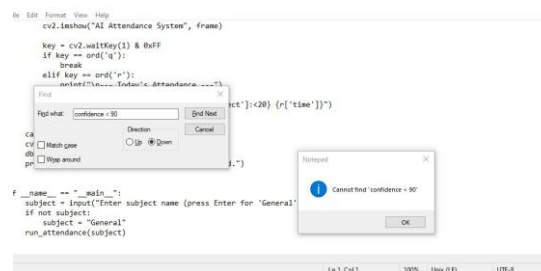 File Edit Format View Help
cv2.imshow("AI Attendance System", frame)
key = cv2.waitKey(1) & 0xFF
if key == ord('q'):
break
elif key == ord('r'):
print("\n--- Today's Attendance ---")
Find
Find what: confidence < 90 Find Next
ect']:<20} {r['time']}")
Direction Cancel
Up Down
ca
cv Match case
db
pr Wrap around d.")
Notepad
Cannot find 'confidence < 90'
OK
f __name__ == "__main__":
subject = input("Enter subject name (press Enter for 'General'
if not subject:
subject = "General"
run_attendance(subject)
Ln 1, Col 1 100% Unix (LF) UTF-8